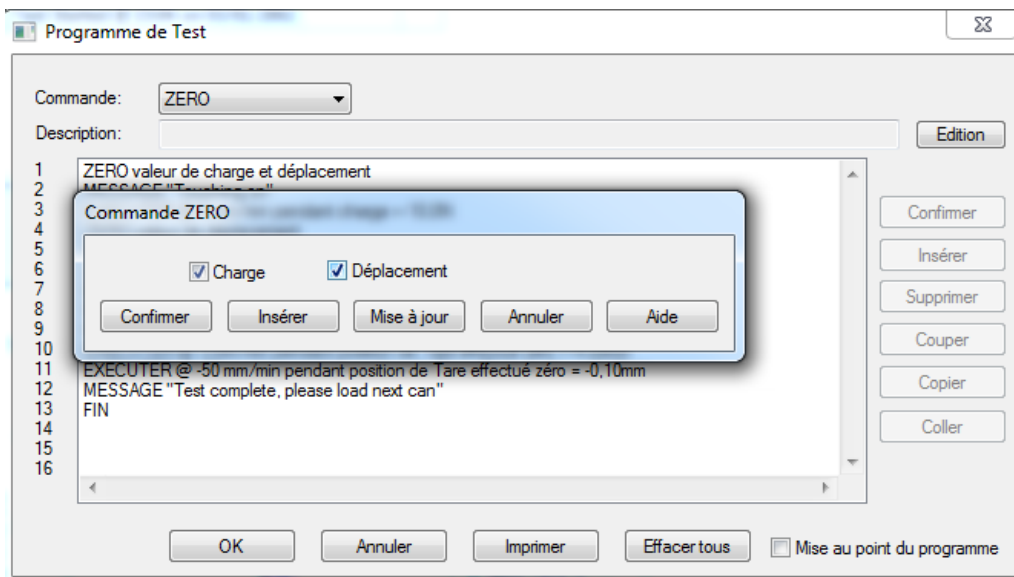 Programme de Test
Commande: ZERO
Description:
Edition
1 ZERO valeur de charge et déplacement
2 MESSAGE "Touching on"
3
4
5
6
7
8
9
10
11 EXECUTER @ -50 mm/min pendant position de Tare effectué zéro = -0,10mm
12 MESSAGE "Test complete, please load next can"
13 FIN
14
15
16
Commande ZERO
Charge Déplacement
Confirmer Insérer Mise à jour Annuler Aide
Confirmer
Insérer
Supprimer
Couper
Copier
Coller
OK Annuler Imprimer Effacer tous Mise au point du programme